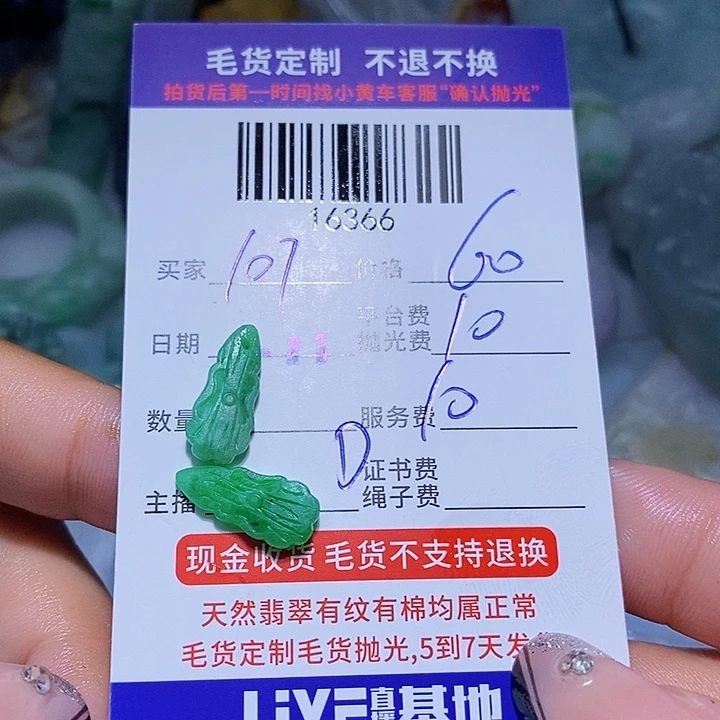 毛货定制 不退不换
拍货后第一时间找小黄车客服“确认抛光”
16366
买家 107 价格 60
平台费
日期 抛光费 10
数量 服务费 10
D 证书费
主播 绳子费
现金收货 毛货不支持退换
天然翡翠有纹有棉均属正常
毛货定制毛货抛光,5到7天发
LIVE 直播 基地